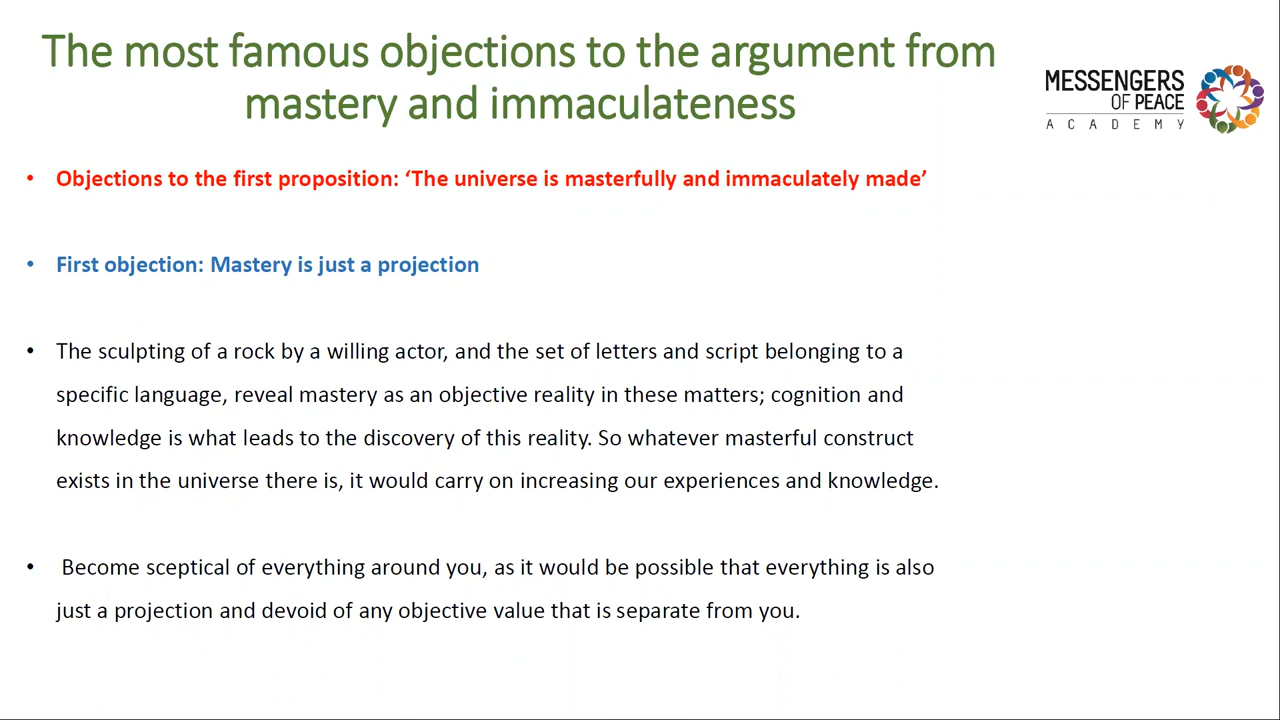 The most famous objections to the argument from
mastery and immaculateness
MESSENGERS
OF PEACE
ACADEMY
• Objections to the first proposition: ‘The universe is masterfully and immaculately made’
• First objection: Mastery is just a projection
• The sculpting of a rock by a willing actor, and the set of letters and script belonging to a
specific language, reveal mastery as an objective reality in these matters; cognition and
knowledge is what leads to the discovery of this reality. So whatever masterful construct
exists in the universe there is, it would carry on increasing our experiences and knowledge.
• Become sceptical of everything around you, as it would be possible that everything is also
just a projection and devoid of any objective value that is separate from you.